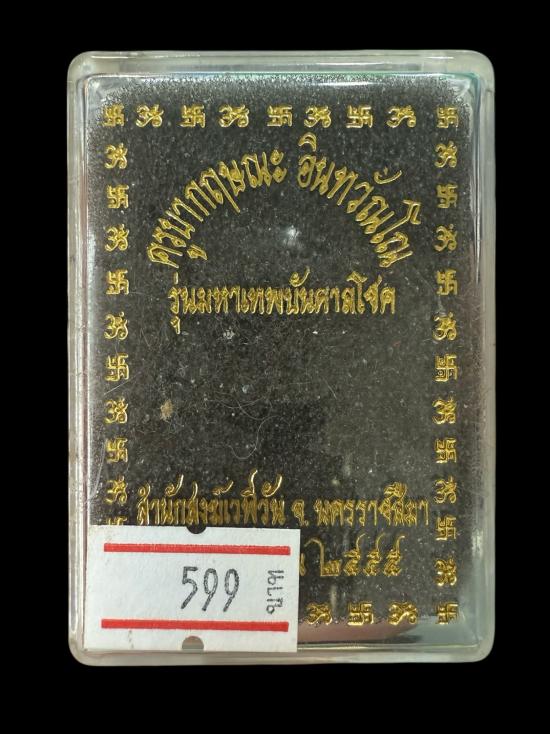 ครูบากฤษณะ อินทวัณโณ
รุ่นมหาเทพบันดาลโชค
สำนักสงฆ์เวฬุวัน จ. นครราชสีมา
๒๕๕๕
599